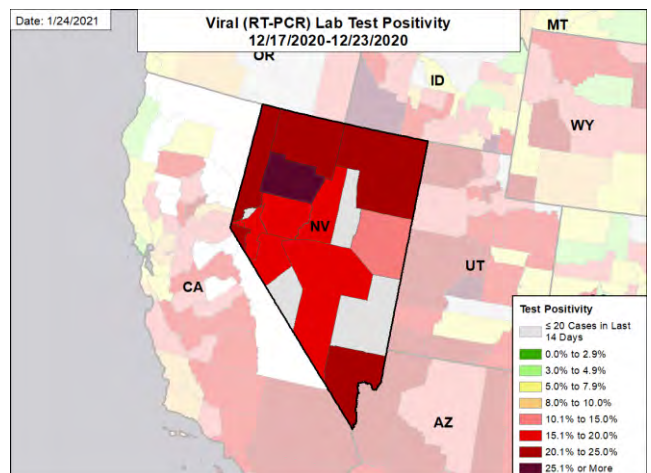 Date: 1/24/2021
Viral (RT-PCR) Lab Test Positivity
12/17/2020-12/23/2020
MT
OR
ID
WY
NV
UT
CA
AZ
Test Positivity
≤ 20 Cases in Last
14 Days
0.0% to 2.9%
3.0% to 4.9%
5.0% to 7.9%
8.0% to 10.0%
10.1% to 15.0%
15.1% to 20.0%
20.1% to 25.0%
25.1% or More